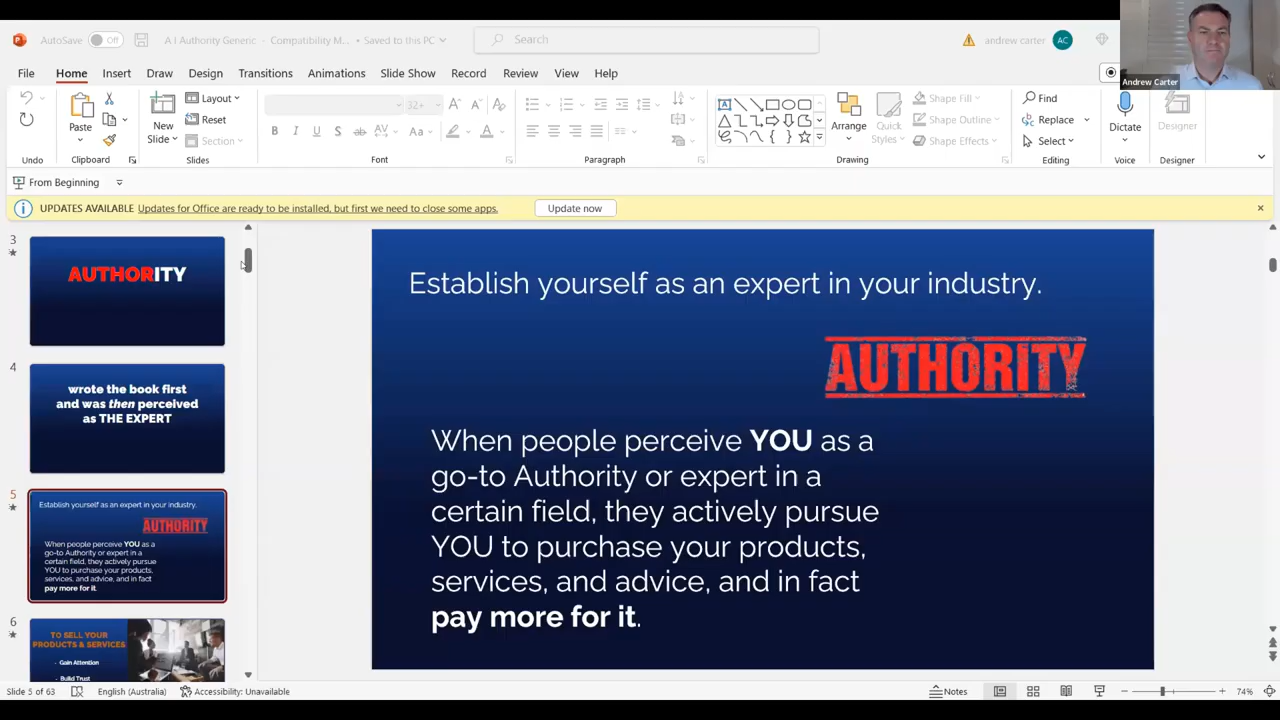 AutoSave Off A I Authority Generic - Compatibility M... • Saved to this PC Search andrew carter AC
Andrew Carter
File Home Insert Draw Design Transitions Animations Slide Show Record Review View Help
Paste New Slide Layout Reset Section 32+ Arrange Quick Styles Shape Fill Shape Outline Shape Effects Find Replace Select Dictate Designer
Undo Clipboard Slides Font Paragraph Drawing Editing Voice Designer
From Beginning
UPDATES AVAILABLE Updates for Office are ready to be installed, but first we need to close some apps. Update now
3
AUTHORITY
4
wrote the book first
and was then perceived
as THE EXPERT
5
Establish yourself as an expert in your industry.
AUTHORITY
When people perceive YOU as a
go-to Authority or expert in a
certain field, they actively pursue
YOU to purchase your products,
services, and advice, and in fact
pay more for it.
6
TO SELL YOUR
PRODUCTS & SERVICES
- Gain Attention
- Build Trust
Establish yourself as an expert in your industry.
AUTHORITY
When people perceive YOU as a
go-to Authority or expert in a
certain field, they actively pursue
YOU to purchase your products,
services, and advice, and in fact
pay more for it.
Slide 5 of 63 English (Australia) Accessibility: Unavailable Notes 74%